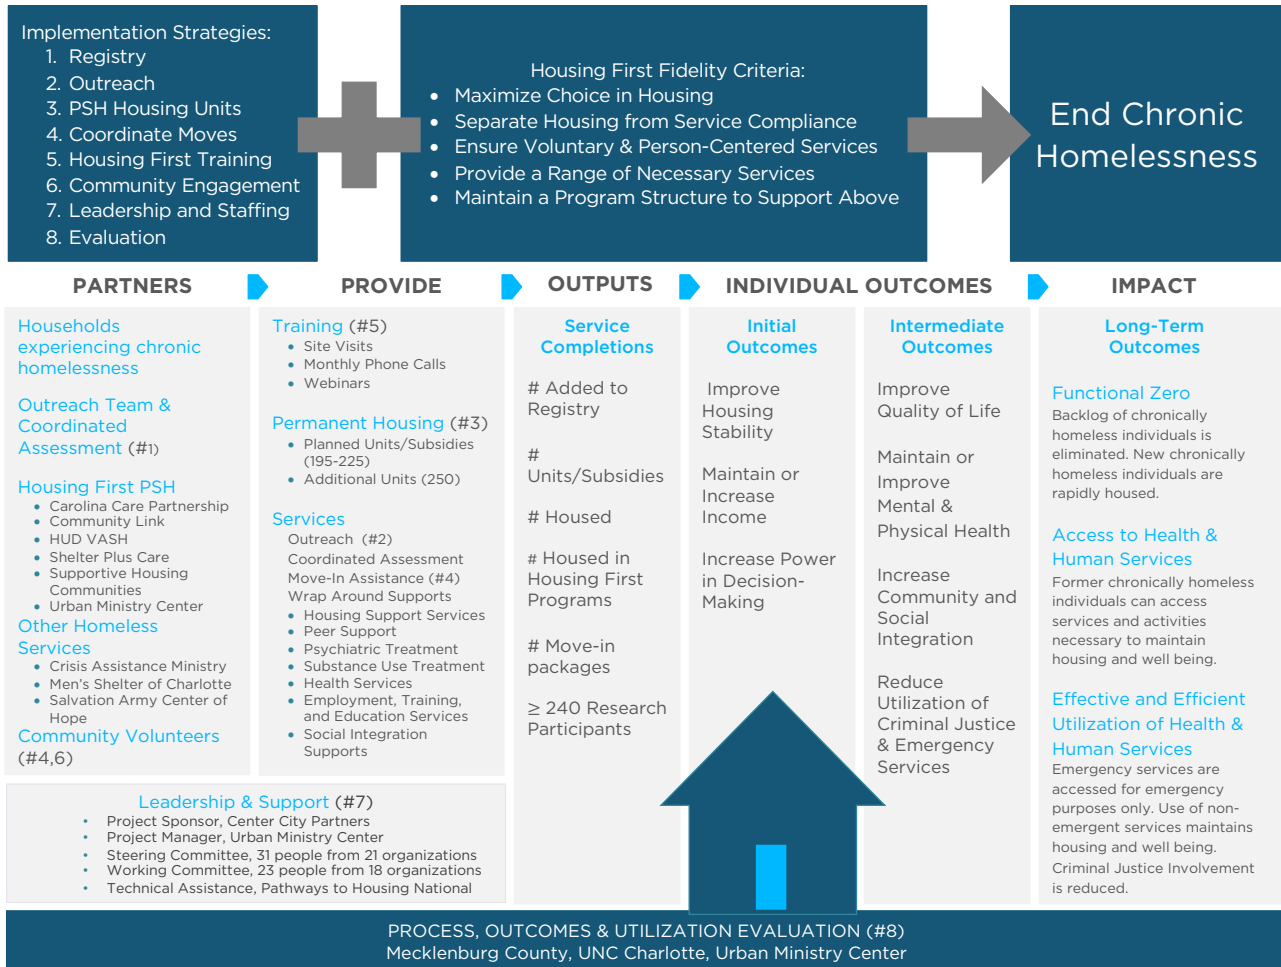 Implementation Strategies:
1. Registry
2. Outreach
3. PSH Housing Units
4. Coordinate Moves
5. Housing First Training
6. Community Engagement
7. Leadership and Staffing
8. Evaluation
Housing First Fidelity Criteria:
• Maximize Choice in Housing
• Separate Housing from Service Compliance
• Ensure Voluntary & Person-Centered Services
• Provide a Range of Necessary Services
• Maintain a Program Structure to Support Above
End Chronic
Homelessness
PARTNERS
PROVIDE
OUTPUTS
INDIVIDUAL OUTCOMES
IMPACT
Households
experiencing chronic
homelessness
Outreach Team &
Coordinated
Assessment (#1)
Housing First PSH
• Carolina Care Partnership
• Community Link
• HUD VASH
• Shelter Plus Care
• Supportive Housing
Communities
• Urban Ministry Center
Other Homeless
Services
• Crisis Assistance Ministry
• Men's Shelter of Charlotte
• Salvation Army Center of
Hope
Community Volunteers
(#4,6)
Training (#5)
• Site Visits
• Monthly Phone Calls
• Webinars
Permanent Housing (#3)
• Planned Units/Subsidies
(195-225)
• Additional Units (250)
Services
Outreach (#2)
Coordinated Assessment
Move-In Assistance (#4)
Wrap Around Supports
• Housing Support Services
• Peer Support
• Psychiatric Treatment
• Substance Use Treatment
• Health Services
• Employment, Training,
and Education Services
• Social Integration
Supports
Leadership & Support (#7)
• Project Sponsor, Center City Partners
• Project Manager, Urban Ministry Center
• Steering Committee, 31 people from 21 organizations
• Working Committee, 23 people from 18 organizations
• Technical Assistance, Pathways to Housing National
Service
Completions
# Added to
Registry
#
Units/Subsidies
# Housed
# Housed in
Housing First
Programs
# Move-in
packages
≥ 240 Research
Participants
Initial
Outcomes
Improve
Housing
Stability
Maintain or
Increase
Income
Increase Power
in Decision-
Making
Intermediate
Outcomes
Improve
Quality of Life
Maintain or
Improve
Mental &
Physical Health
Increase
Community and
Social
Integration
Reduce
Utilization of
Criminal Justice
& Emergency
Services
Long-Term
Outcomes
Functional Zero
Backlog of chronically
homeless individuals is
eliminated. New chronically
homeless individuals are
rapidly housed.
Access to Health &
Human Services
Former chronically homeless
individuals can access
services and activities
necessary to maintain
housing and well being.
Effective and Efficient
Utilization of Health &
Human Services
Emergency services are
accessed for emergency
purposes only. Use of non-
emergent services maintains
housing and well being.
Criminal Justice Involvement
is reduced.
PROCESS, OUTCOMES & UTILIZATION EVALUATION (#8)
Mecklenburg County, UNC Charlotte, Urban Ministry Center